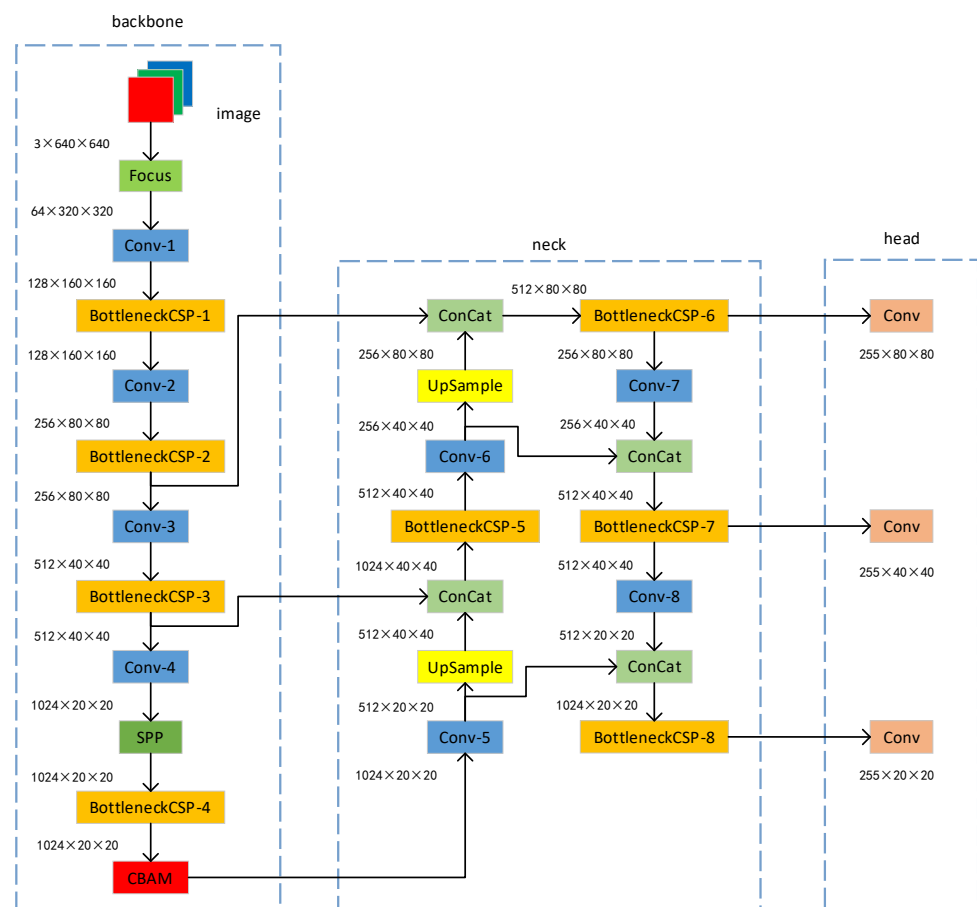 backbone
image
3×640×640
Focus
64×320×320
Conv-1
128×160×160
BottleneckCSP-1
128×160×160
Conv-2
256×80×80
BottleneckCSP-2
256×80×80
Conv-3
512×40×40
BottleneckCSP-3
512×40×40
Conv-4
1024×20×20
SPP
1024×20×20
BottleneckCSP-4
1024×20×20
CBAM
neck
ConCat
512×80×80
256×80×80
UpSample
256×40×40
Conv-6
512×40×40
BottleneckCSP-5
1024×40×40
ConCat
512×40×40
UpSample
512×20×20
Conv-5
1024×20×20
BottleneckCSP-6
256×80×80
Conv-7
256×40×40
ConCat
512×40×40
BottleneckCSP-7
512×40×40
Conv-8
512×20×20
ConCat
1024×20×20
BottleneckCSP-8
head
Conv
255×80×80
Conv
255×40×40
Conv
255×20×20